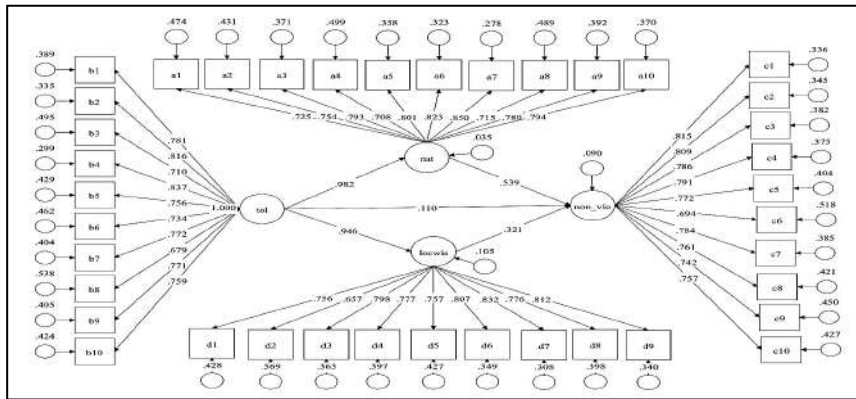 .474 .431 .371 .499 .358 .323 .278 .489 .392 .370
a1 a2 a3 a4 a5 a6 a7 a8 a9 a10
.725 .754 .793 .708 .801 .823 .850 .715 .780 .794
.389 b1
.335 b2
.495 b3
.299 b4
.429 b5
.462 b6
.404 b7
.538 b8
.405 b9
.424 b10
.781
.816
.710
.837
.756
.734
.772
.679
.771
.759
1.000
tol
nat
.035
.982
.539
.090
.110
non_vio
.946
.321
locwis
.105
.815
.809
.786
.791
.772
.694
.784
.761
.742
.757
c1 .336
c2 .345
c3 .382
c4 .375
c5 .404
c6 .518
c7 .385
c8 .421
c9 .450
c10 .427
.756 .657 .798 .777 .757 .807 .832 .776 .812
d1 d2 d3 d4 d5 d6 d7 d8 d9
.428 .569 .363 .397 .427 .349 .308 .398 .340